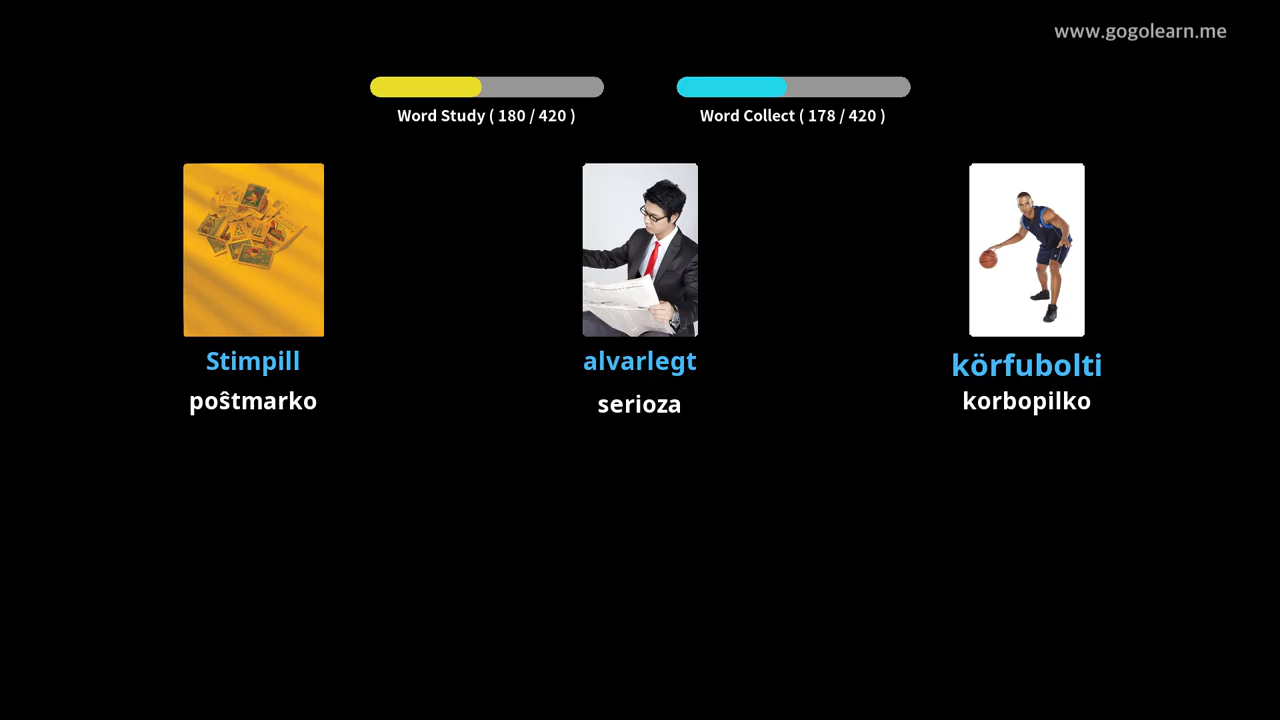 www.gogolearn.me
Word Study ( 180 / 420 )
Word Collect ( 178 / 420 )
Stimpill
alvarlegt
körfubolti
poŝtmarko
serioza
korbopilko